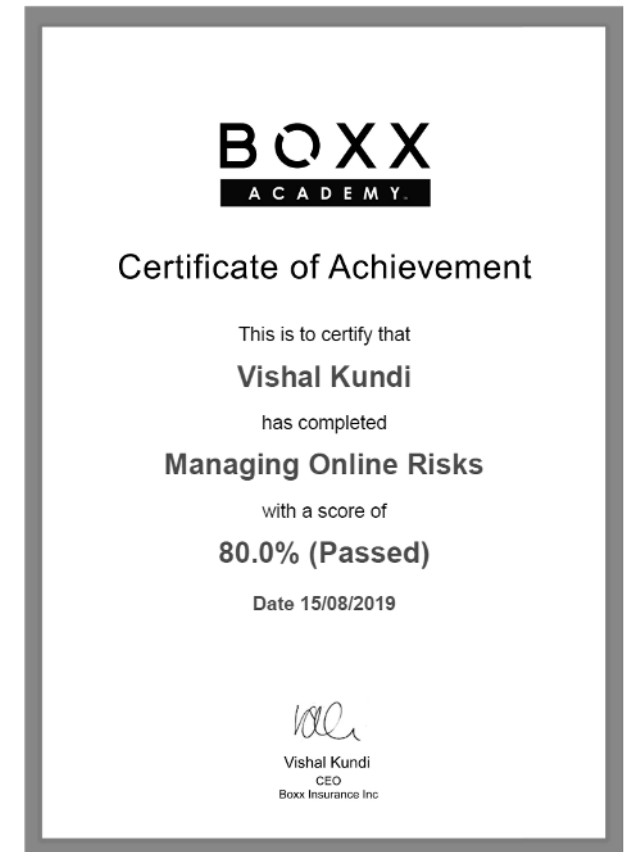 BOXX
ACADEMY
Certificate of Achievement
This is to certify that
Vishal Kundi
has completed
Managing Online Risks
with a score of
80.0% (Passed)
Date 15/08/2019
Vishal Kundi
CEO
Boxx Insurance Inc